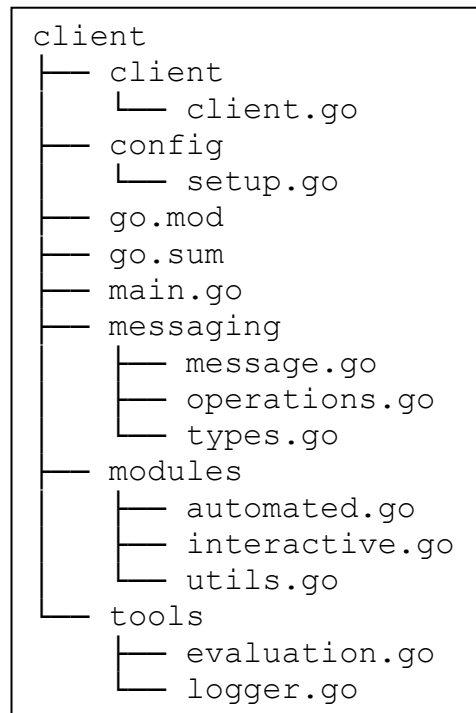 client
├── client
│   └── client.go
├── config
│   └── setup.go
├── go.mod
├── go.sum
├── main.go
├── messaging
│   ├── message.go
│   ├── operations.go
│   └── types.go
├── modules
│   ├── automated.go
│   ├── interactive.go
│   └── utils.go
└── tools
    ├── evaluation.go
    └── logger.go